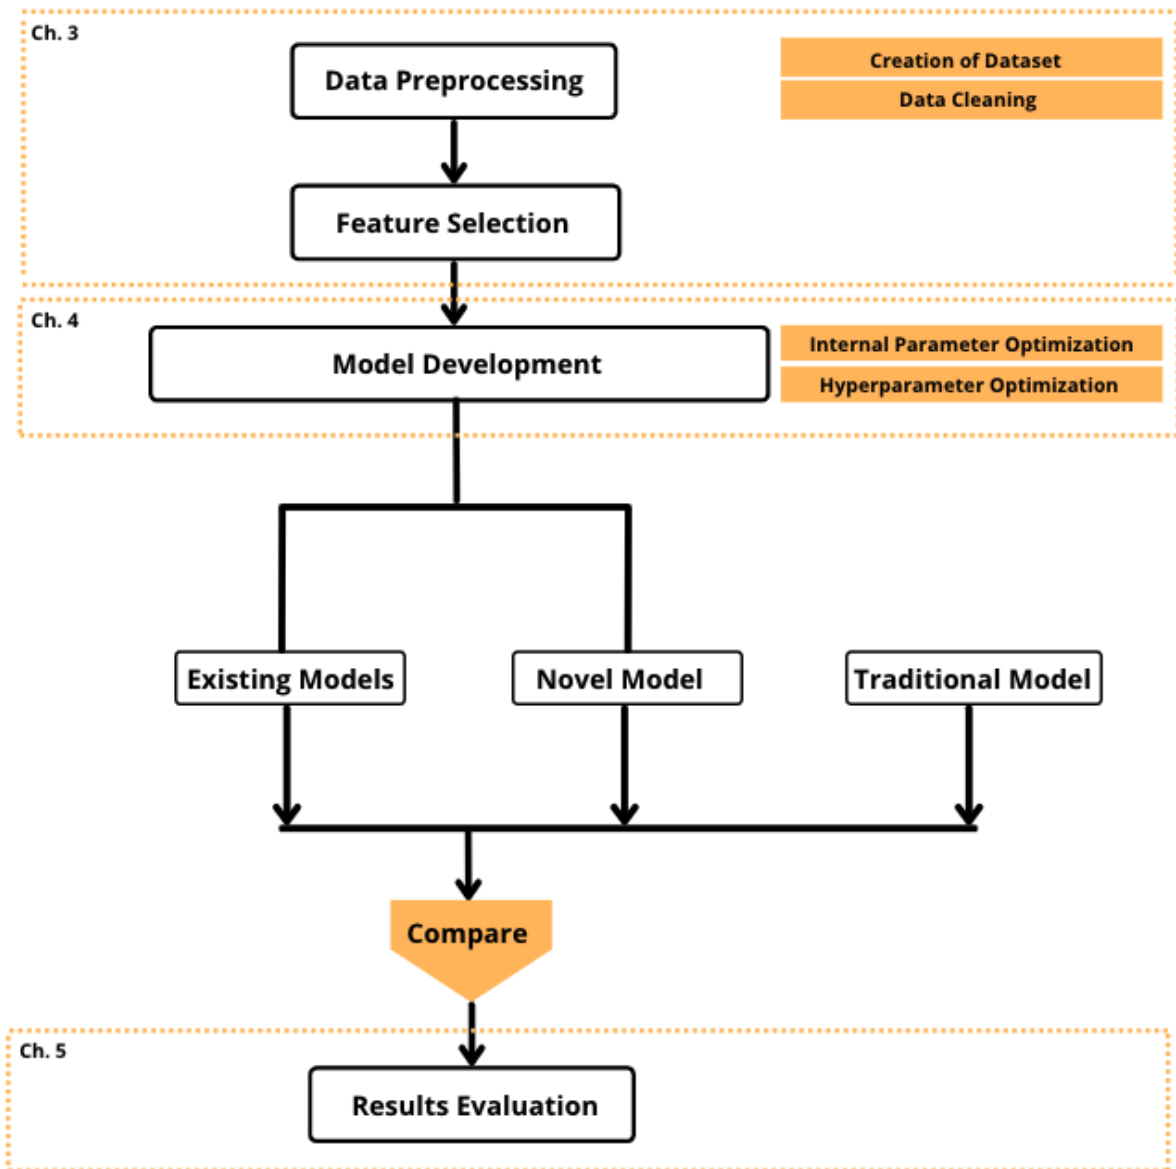 Ch. 3
Data Preprocessing
Creation of Dataset
Data Cleaning
Feature Selection
Ch. 4
Model Development
Internal Parameter Optimization
Hyperparameter Optimization
Existing Models
Novel Model
Traditional Model
Compare
Ch. 5
Results Evaluation